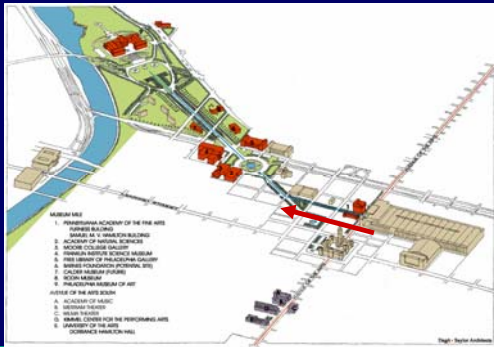 MUSEUM MILE
1. PENNSYLVANIA ACADEMY OF THE FINE ARTS
FURNESS BUILDING
SAMUEL M. V. HAMILTON BUILDING
2. ACADEMY OF NATURAL SCIENCES
3. MOORE COLLEGE GALLERY
4. FRANKLIN INSTITUTE SCIENCE MUSEUM
5. FREE LIBRARY OF PHILADELPHIA GALLERY
6. BARNES FOUNDATION (POTENTIAL SITE)
7. CALDER MUSEUM (FUTURE)
8. RODIN MUSEUM
9. PHILADELPHIA MUSEUM OF ART
AVENUE OF THE ARTS SOUTH
A. ACADEMY OF MUSIC
B. MERRIAM THEATER
C. WILMA THEATER
D. KIMMEL CENTER FOR THE PERFORMING ARTS
E. UNIVERSITY OF THE ARTS
DORRANCE HAMILTON HALL
Dagit - Saylor Architects